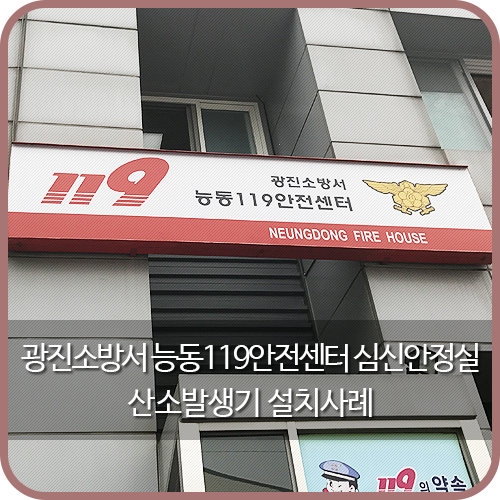 119
광진소방서
능동119안전센터
NEUNGDONG FIRE HOUSE
광진소방서 능동119안전센터 심신안정실
산소발생기 설치사례
119의 약속